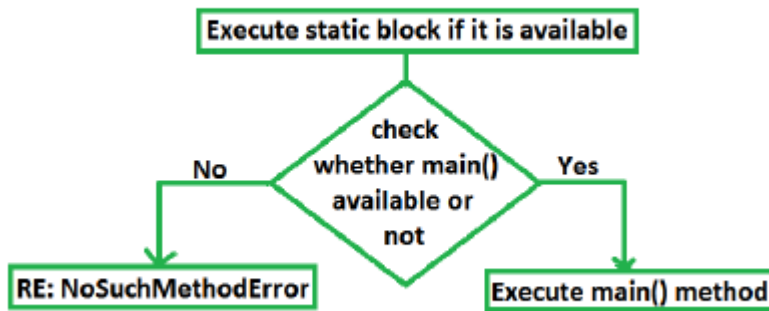 Execute static block if it is available
check
whether main()
available or
not
No
Yes
RE: NoSuchMethodError
Execute main() method